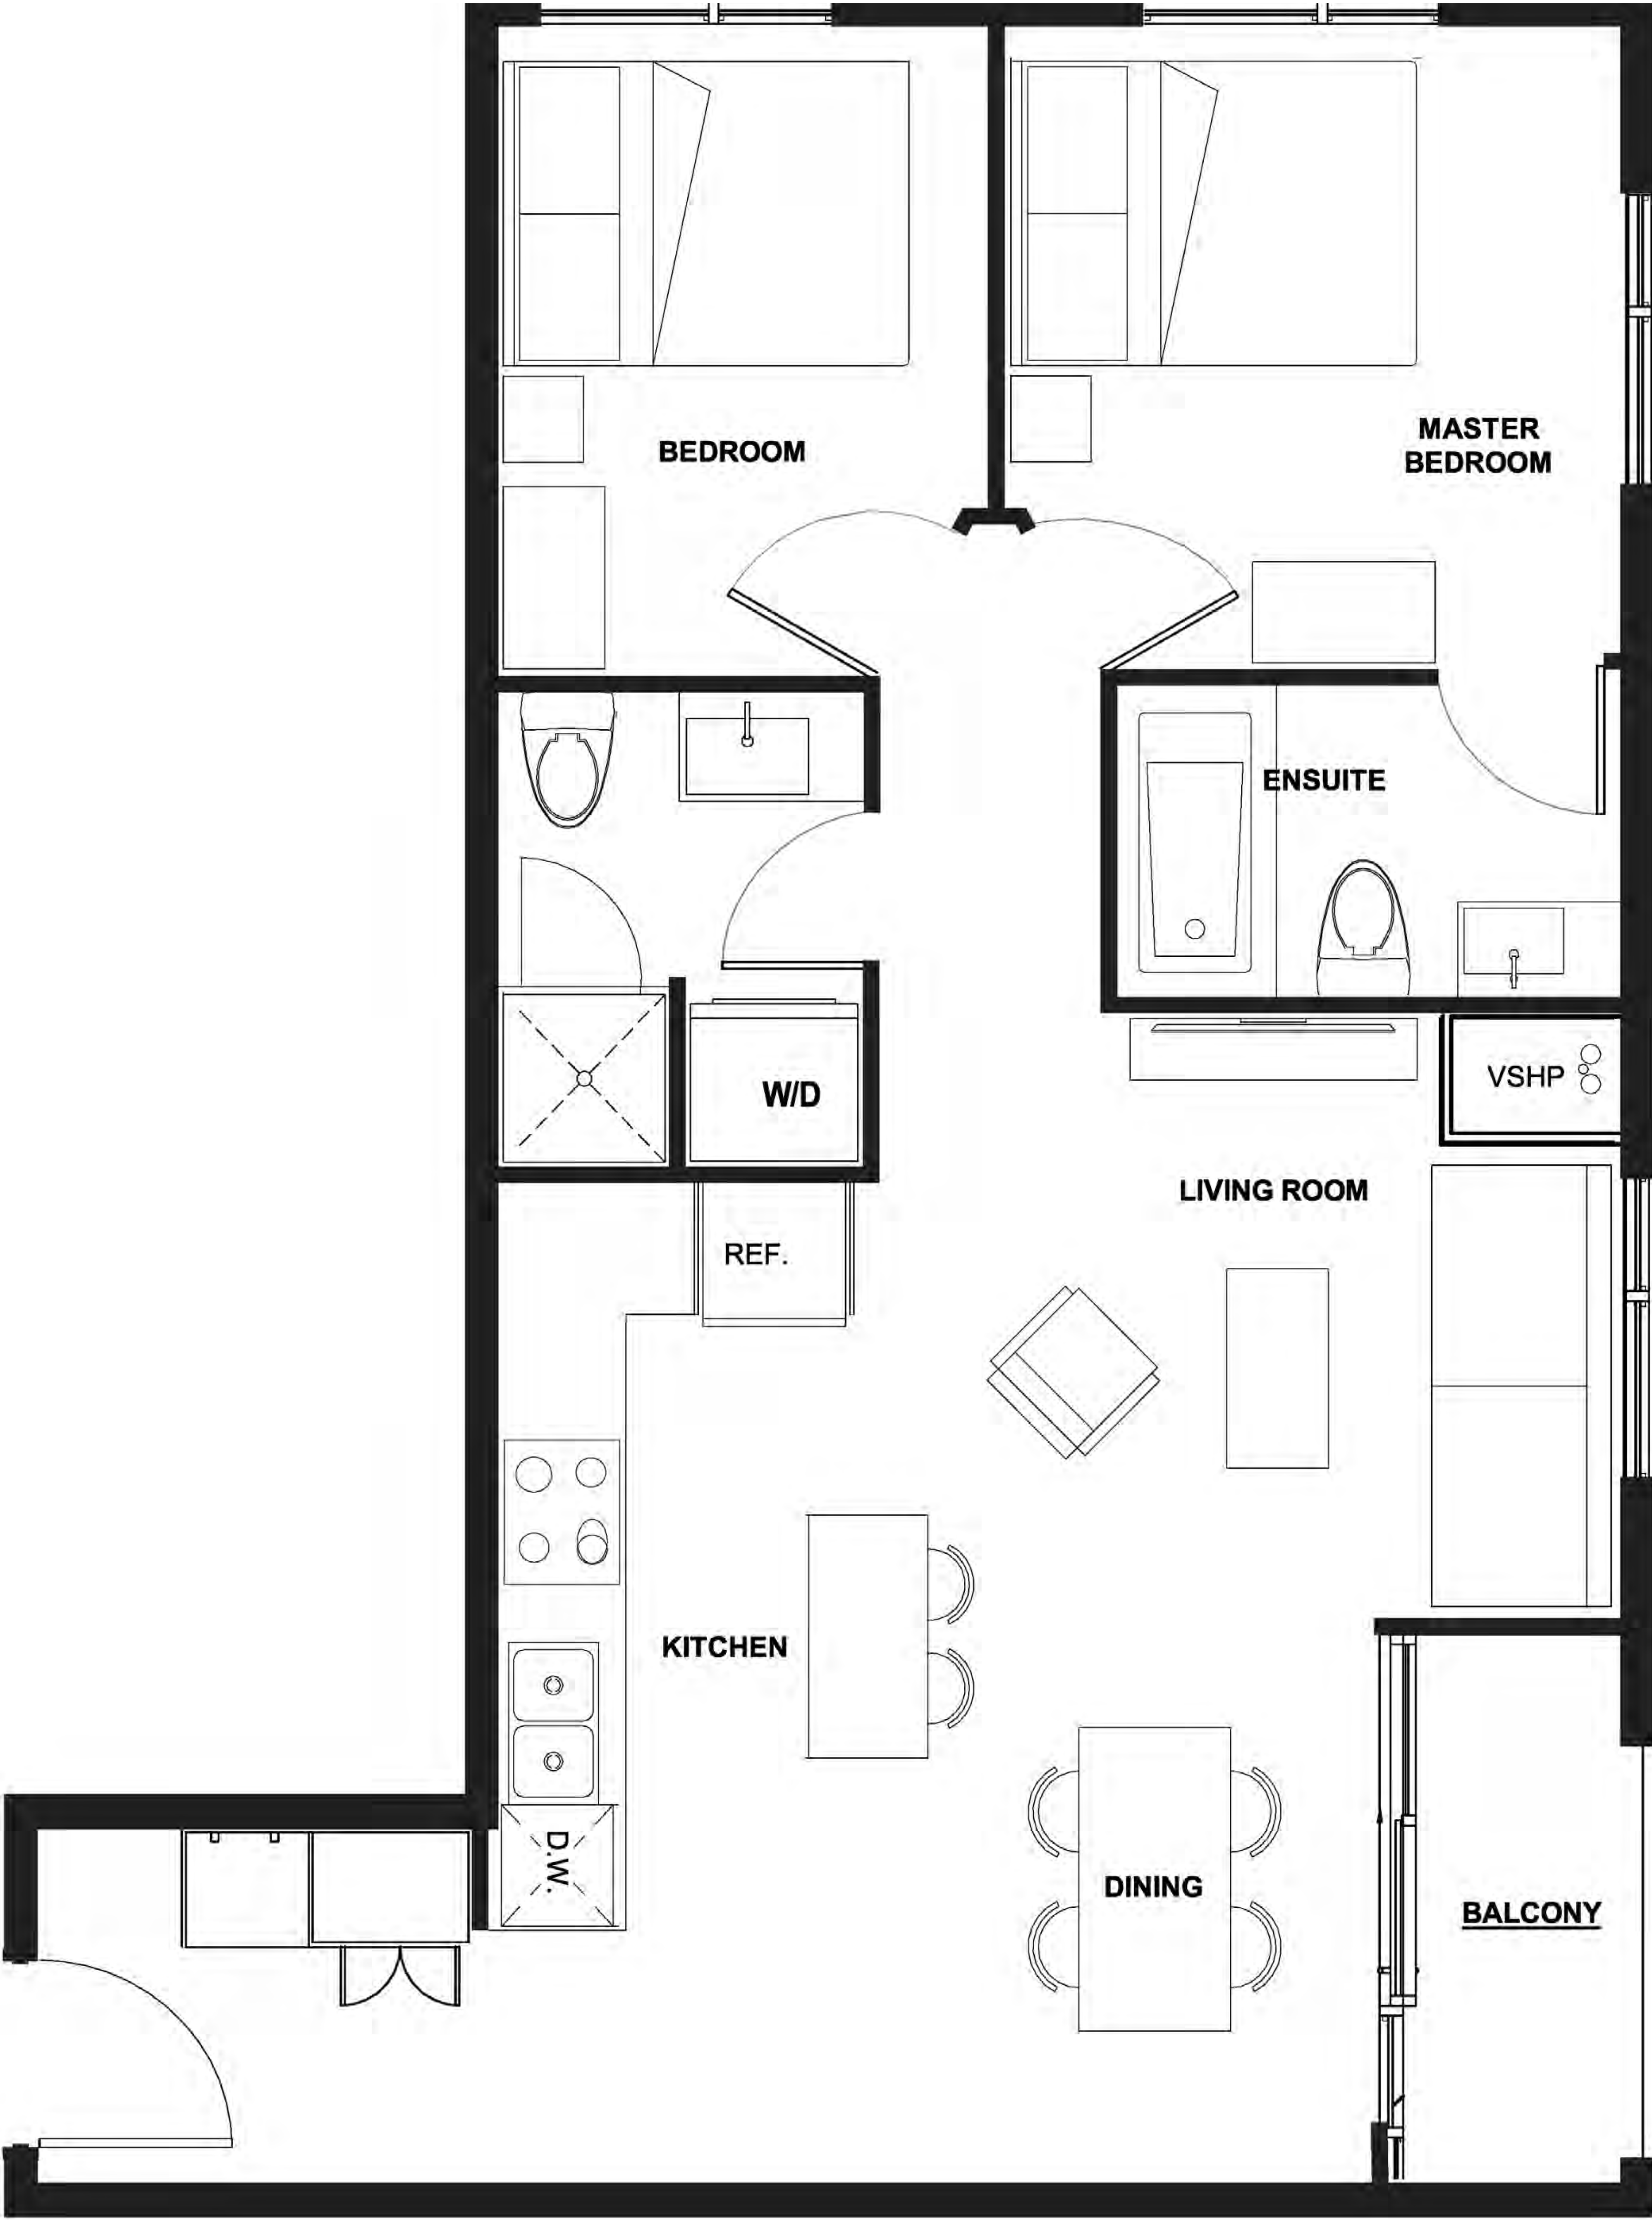 BEDROOM
MASTER
BEDROOM
ENSUITE
W/D
VSHP
LIVING ROOM
REF.
KITCHEN
D.W.
DINING
BALCONY